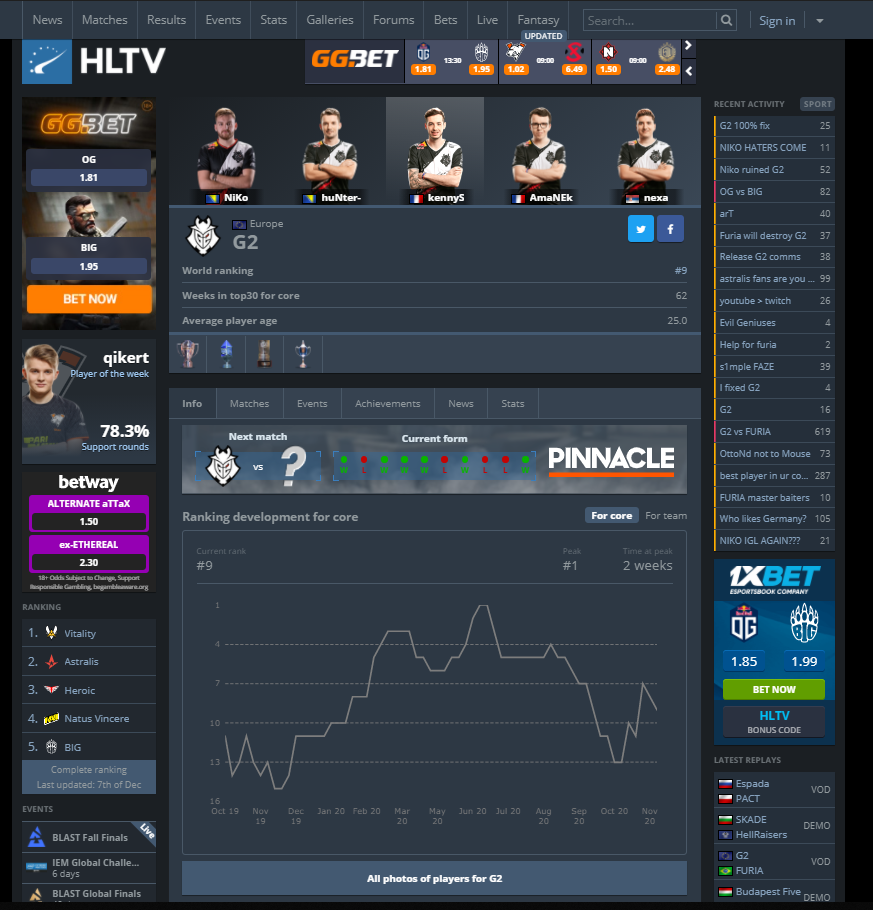 News Matches Results Events Stats Galleries Forums Bets Live Fantasy Search... Sign in
UPDATED
HLTV
GG.BET
OG 13:30
1.81 1.95
09:00
1.02 6.49
09:00
1.50 2.48
GG.BET
OG
1.81
BIG
1.95
BET NOW
qikert
Player of the week
78.3%
Support rounds
betway
ALTERNATE aTTaX
1.50
ex-ETHEREAL
2.30
18+ Odds Subject to Change, Support
Responsible Gambling, begambleaware.org
RANKING
1. Vitality
2. Astralis
3. Heroic
4. Natus Vincere
5. BIG
Complete ranking
Last updated: 7th of Dec
EVENTS
BLAST Fall Finals
Live
IEM Global Challe...
6 days
BLAST Global Finals
NiKo huNter- kennyS AmaNEk nexa
Europe
G2
World ranking #9
Weeks in top30 for core 62
Average player age 25.0
Info Matches Events Achievements News Stats
Next match
vs ?
Current form
W L W W W L W L L W
PINNACLE
Ranking development for core For core For team
Current rank Peak Time at peak
#9 #1 2 weeks
1
4
7
10
13
16
Oct 19 Nov 19 Dec 19 Jan 20 Feb 20 Mar 20 May 20 Jun 20 Jul 20 Aug 20 Sep 20 Oct 20 Nov 20
All photos of players for G2
RECENT ACTIVITY SPORT
G2 100% fix 25
NIKO HATERS COME 11
Niko ruined G2 52
OG vs BIG 82
arT 40
Furia will destroy G2 37
Release G2 comms 38
astralis fans are you ... 99
youtube > twitch 26
Evil Geniuses 4
Help for furia 2
s1mple FAZE 39
I fixed G2 4
G2 16
G2 vs FURIA 619
OttoNd not to Mouse 73
best player in ur co... 287
FURIA master baiters 10
Who likes Germany? 105
NIKO IGL AGAIN??? 21
1XBET
ESPORTSBOOK COMPANY
OG BIG
1.85 1.99
BET NOW
HLTV
BONUS CODE
LATEST REPLAYS
Espada
PACT
VOD
SKADE
HellRaisers
DEMO
G2
FURIA
VOD
Budapest Five
DEMO